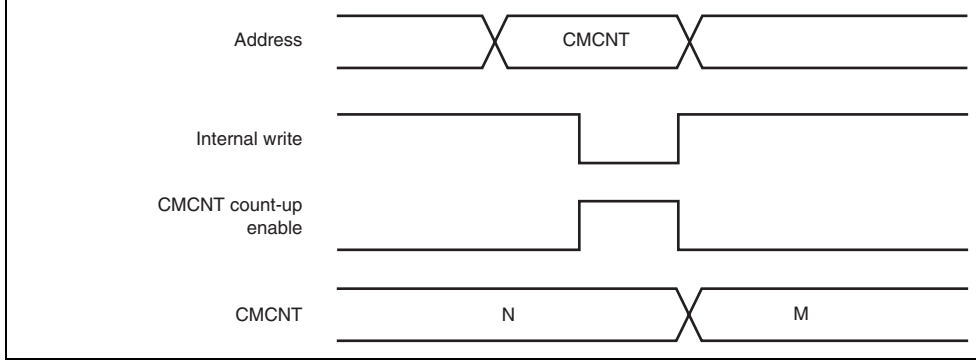 Address
CMCNT
Internal write
CMCNT count-up
enable
CMCNT
N
M